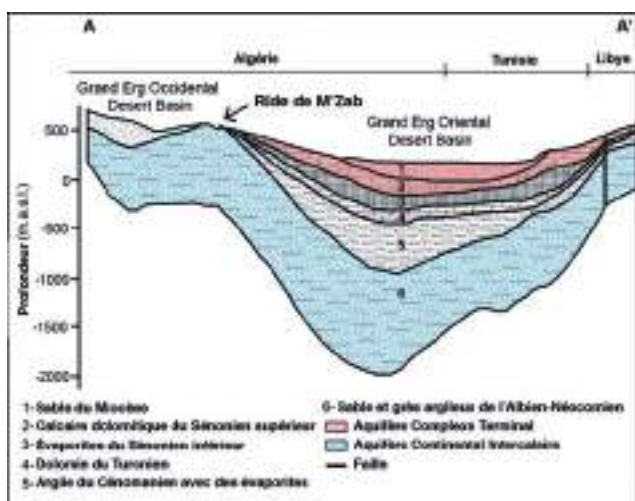 A A'
Algérie Tunisie Libye
Grand Erg Occidental
Desert Basin
Ride de M'Zab
Grand Erg Oriental
Desert Basin
500
0
-500
-1000
-1500
-2000
Profondeur (m.a.s.l.)
5
6
1- Sable du Miocène
2- Calcaire dolomitique du Sénonien supérieur
3- Évaporites du Sénonien inférieur
4- Dolomie du Turonien
5- Argile du Cénomanien avec des évaporites
6- Sable et grès argileux de l'Albien-Néocomien
Aquifère Complexe Terminal
Aquifère Continental Intercalaire
Faille